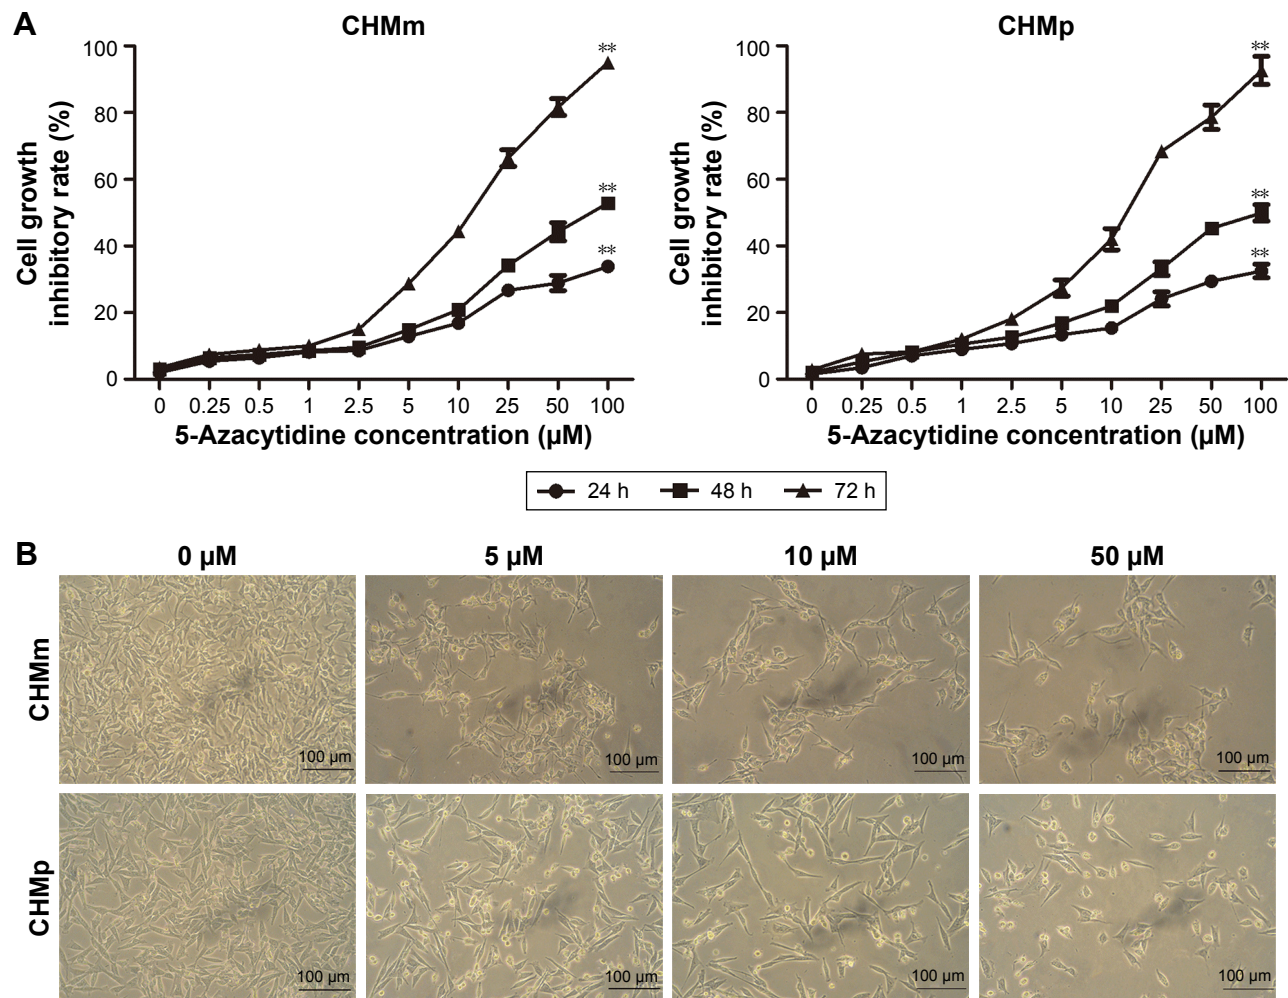 A
CHMm
CHMp
Cell growth
inhibitory rate (%)
100
80
60
40
20
0
**
**
**
0 0.25 0.5 1 2.5 5 10 25 50 100
5-Azacytidine concentration (µM)
Cell growth
inhibitory rate (%)
100
80
60
40
20
0
**
**
**
0 0.25 0.5 1 2.5 5 10 25 50 100
5-Azacytidine concentration (µM)
24 h 48 h 72 h
B
0 µM 5 µM 10 µM 50 µM
CHMm
100 µm 100 µm 100 µm 100 µm
CHMp
100 µm 100 µm 100 µm 100 µm